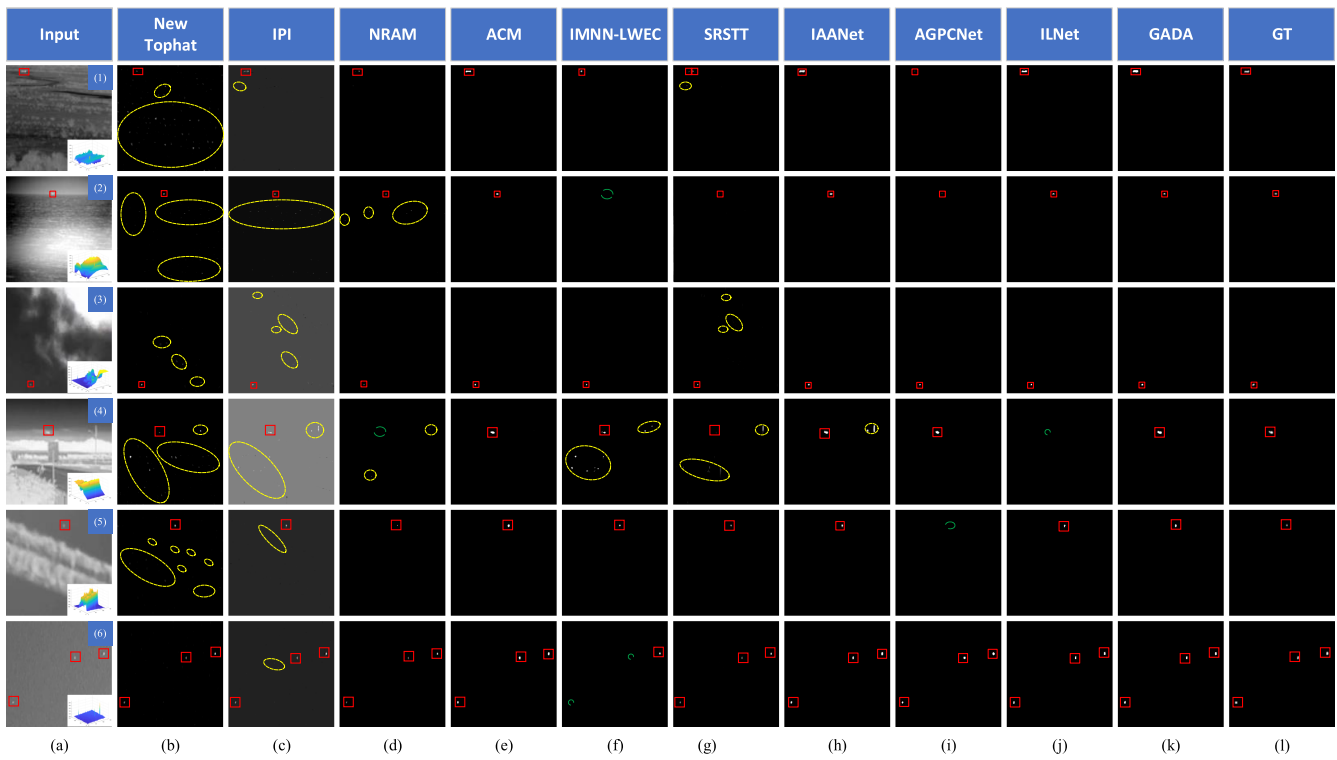 Input
New
Tophat
IPI
NRAM
ACM
IMNN-LWEC
SRSTT
IAANet
AGPCNet
ILNet
GADA
GT
(1)
(2)
(3)
(4)
(5)
(6)
(a)
(b)
(c)
(d)
(e)
(f)
(g)
(h)
(i)
(j)
(k)
(l)